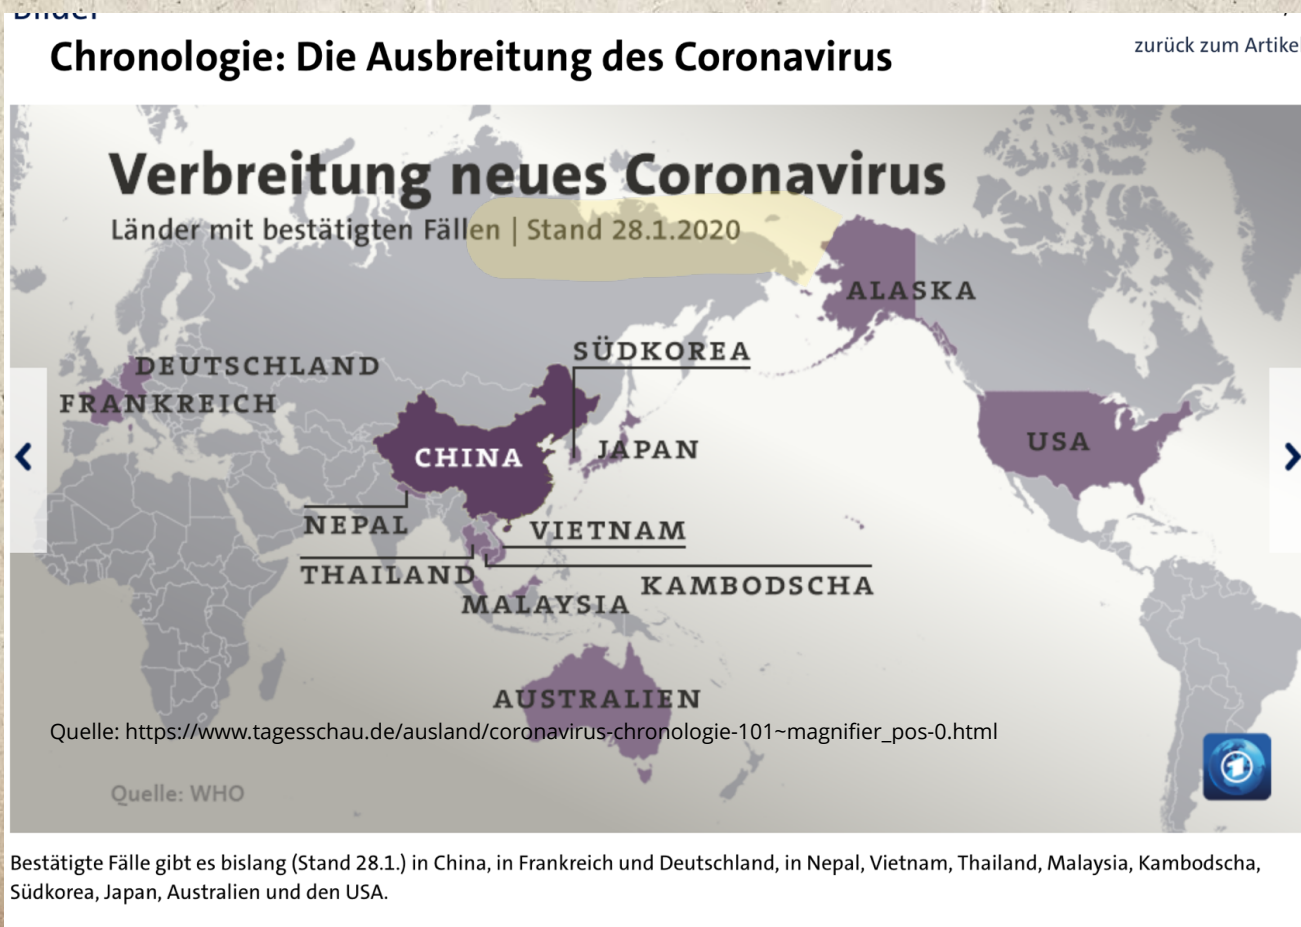 Bilder
Chronologie: Die Ausbreitung des Coronavirus
zurück zum Artikel
Verbreitung neues Coronavirus
Länder mit bestätigten Fällen | Stand 28.1.2020
ALASKA
SÜDKOREA
DEUTSCHLAND
FRANKREICH
CHINA
JAPAN
USA
NEPAL
VIETNAM
THAILAND
KAMBODSCHA
MALAYSIA
AUSTRALIEN
Quelle: https://www.tagesschau.de/ausland/coronavirus-chronologie-101~magnifier_pos-0.html
Quelle: WHO
Bestätigte Fälle gibt es bislang (Stand 28.1.) in China, in Frankreich und Deutschland, in Nepal, Vietnam, Thailand, Malaysia, Kambodscha,
Südkorea, Japan, Australien und den USA.